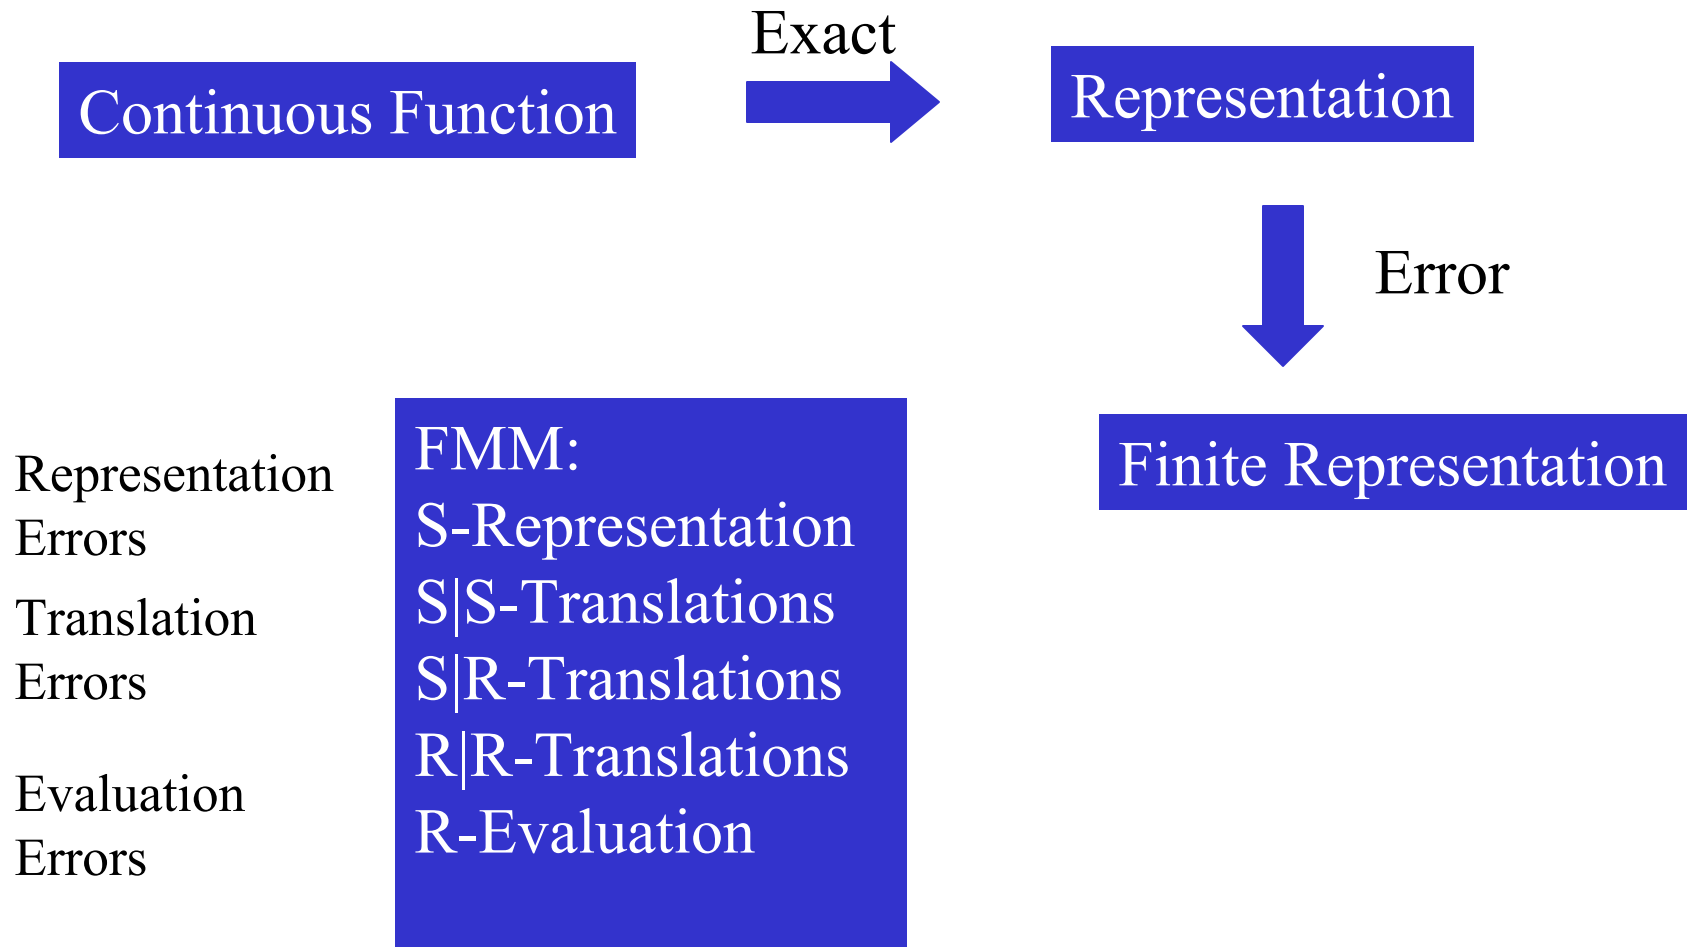 Exact
Continuous Function
Representation
Error
Finite Representation
Representation
Errors
Translation
Errors
Evaluation
Errors
FMM:
S-Representation
S|S-Translations
S|R-Translations
R|R-Translations
R-Evaluation